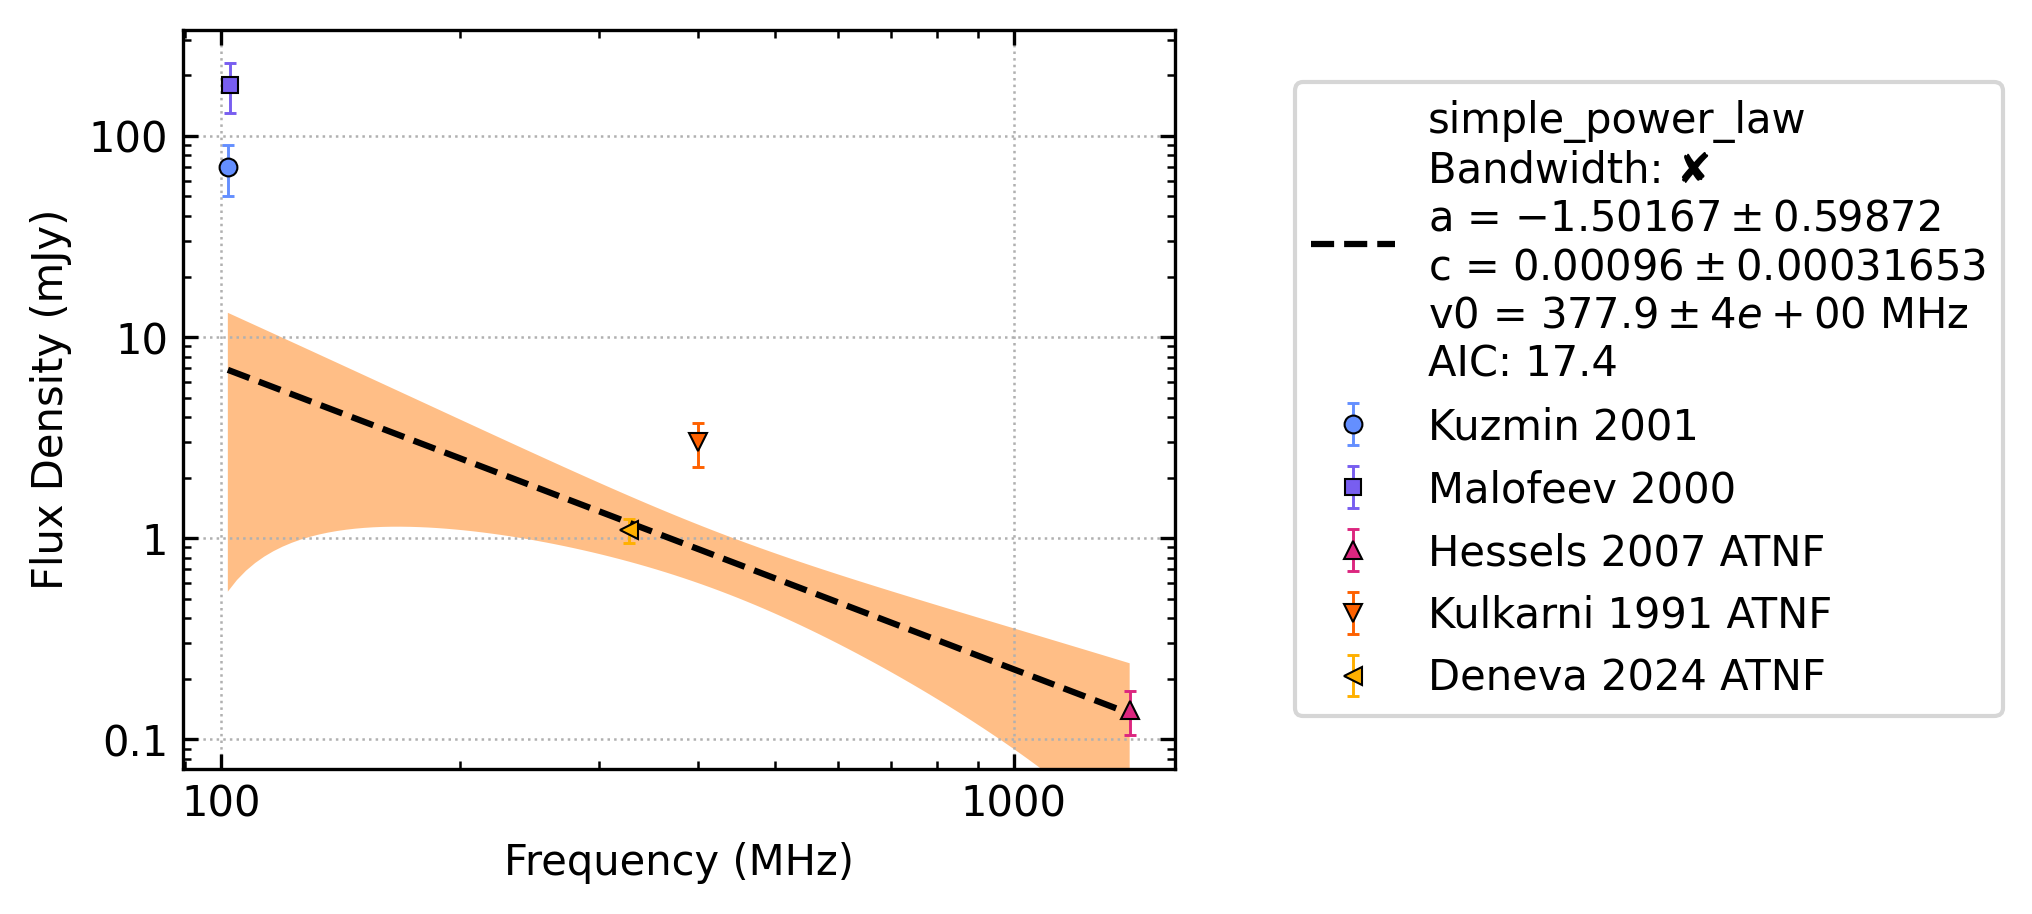 100
10
1
0.1
100
1000
Flux Density (mJy)
Frequency (MHz)
simple_power_law
Bandwidth: ✘
a = −1.50167 ± 0.59872
c = 0.00096 ± 0.00031653
v0 = 377.9 ± 4e + 00 MHz
AIC: 17.4
Kuzmin 2001
Malofeev 2000
Hessels 2007 ATNF
Kulkarni 1991 ATNF
Deneva 2024 ATNF